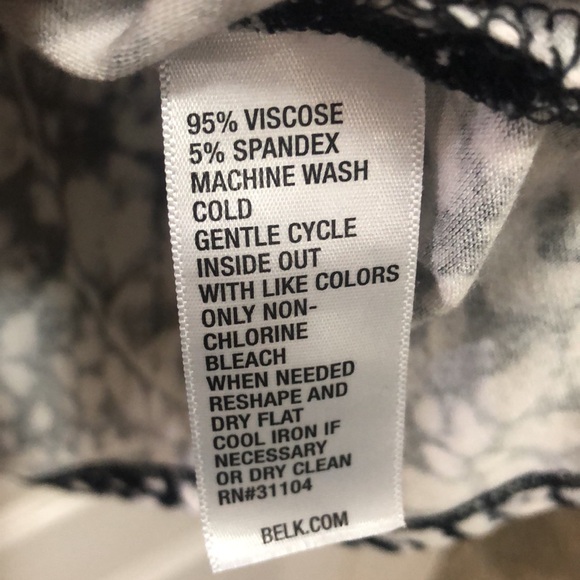 95% VISCOSE
5% SPANDEX
MACHINE WASH
COLD
GENTLE CYCLE
INSIDE OUT
WITH LIKE COLORS
ONLY NON-
CHLORINE
BLEACH
WHEN NEEDED
RESHAPE AND
DRY FLAT
COOL IRON IF
NECESSARY
OR DRY CLEAN
RN#31104
BELK.COM